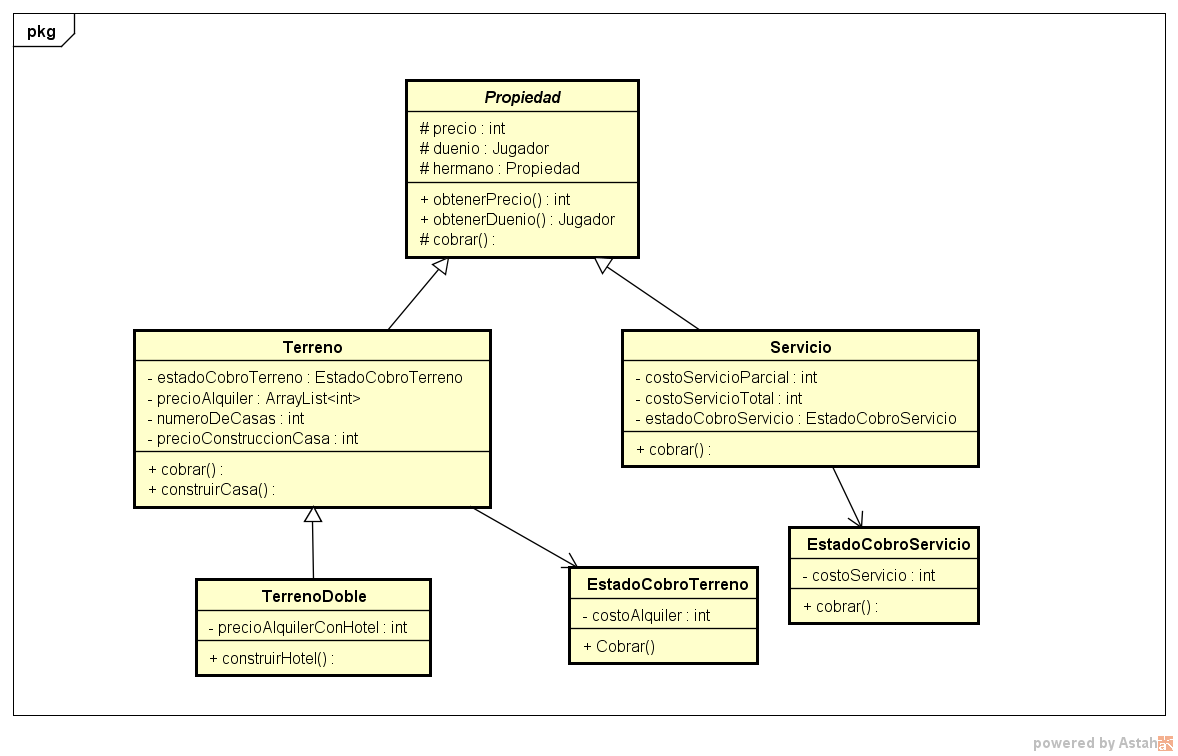 pkg
Propiedad
# precio : int
# duenio : Jugador
# hermano : Propiedad
+ obtenerPrecio() : int
+ obtenerDuenio() : Jugador
# cobrar() :
Terreno
- estadoCobroTerreno : EstadoCobroTerreno
- precioAlquiler : ArrayList<int>
- numeroDeCasas : int
- precioConstruccionCasa : int
+ cobrar() :
+ construirCasa() :
Servicio
- costoServicioParcial : int
- costoServicioTotal : int
- estadoCobroServicio : EstadoCobroServicio
+ cobrar() :
TerrenoDoble
- precioAlquilerConHotel : int
+ construirHotel() :
EstadoCobroTerreno
- costoAlquiler : int
+ Cobrar()
EstadoCobroServicio
- costoServicio : int
+ cobrar() :
powered by Astah